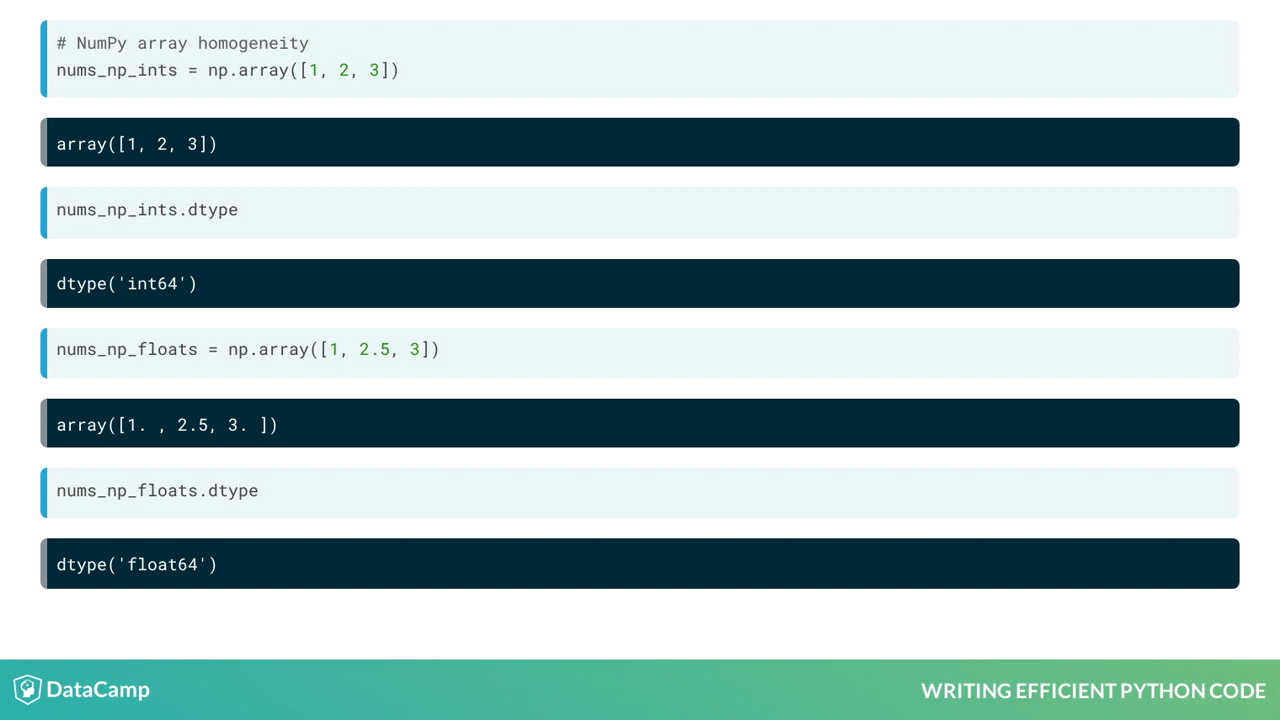 # NumPy array homogeneity
nums_np_ints = np.array([1, 2, 3])
array([1, 2, 3])
nums_np_ints.dtype
dtype('int64')
nums_np_floats = np.array([1, 2.5, 3])
array([1. , 2.5, 3. ])
nums_np_floats.dtype
dtype('float64')
DataCamp
WRITING EFFICIENT PYTHON CODE